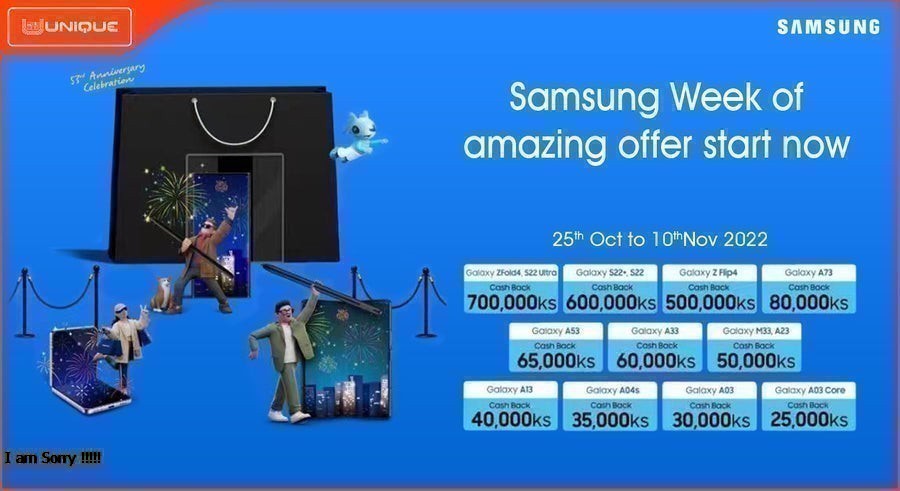 UNIQUE
SAMSUNG
53rd Anniversary
Celebration
Samsung Week of
amazing offer start now
25th Oct to 10thNov 2022
Galaxy ZFold4, S22 Ultra
Cash Back
700,000ks
Galaxy S22+, S22
Cash Back
600,000ks
Galaxy Z Flip4
Cash Back
500,000ks
Galaxy A73
Cash Back
80,000ks
Galaxy A53
Cash Back
65,000ks
Galaxy A33
Cash Back
60,000ks
Galaxy M33, A23
Cash Back
50,000ks
Galaxy A13
Cash Back
40,000ks
Galaxy A04s
Cash Back
35,000ks
Galaxy A03
Cash Back
30,000ks
Galaxy A03 Core
Cash Back
25,000ks
I am Sorry !!!!!